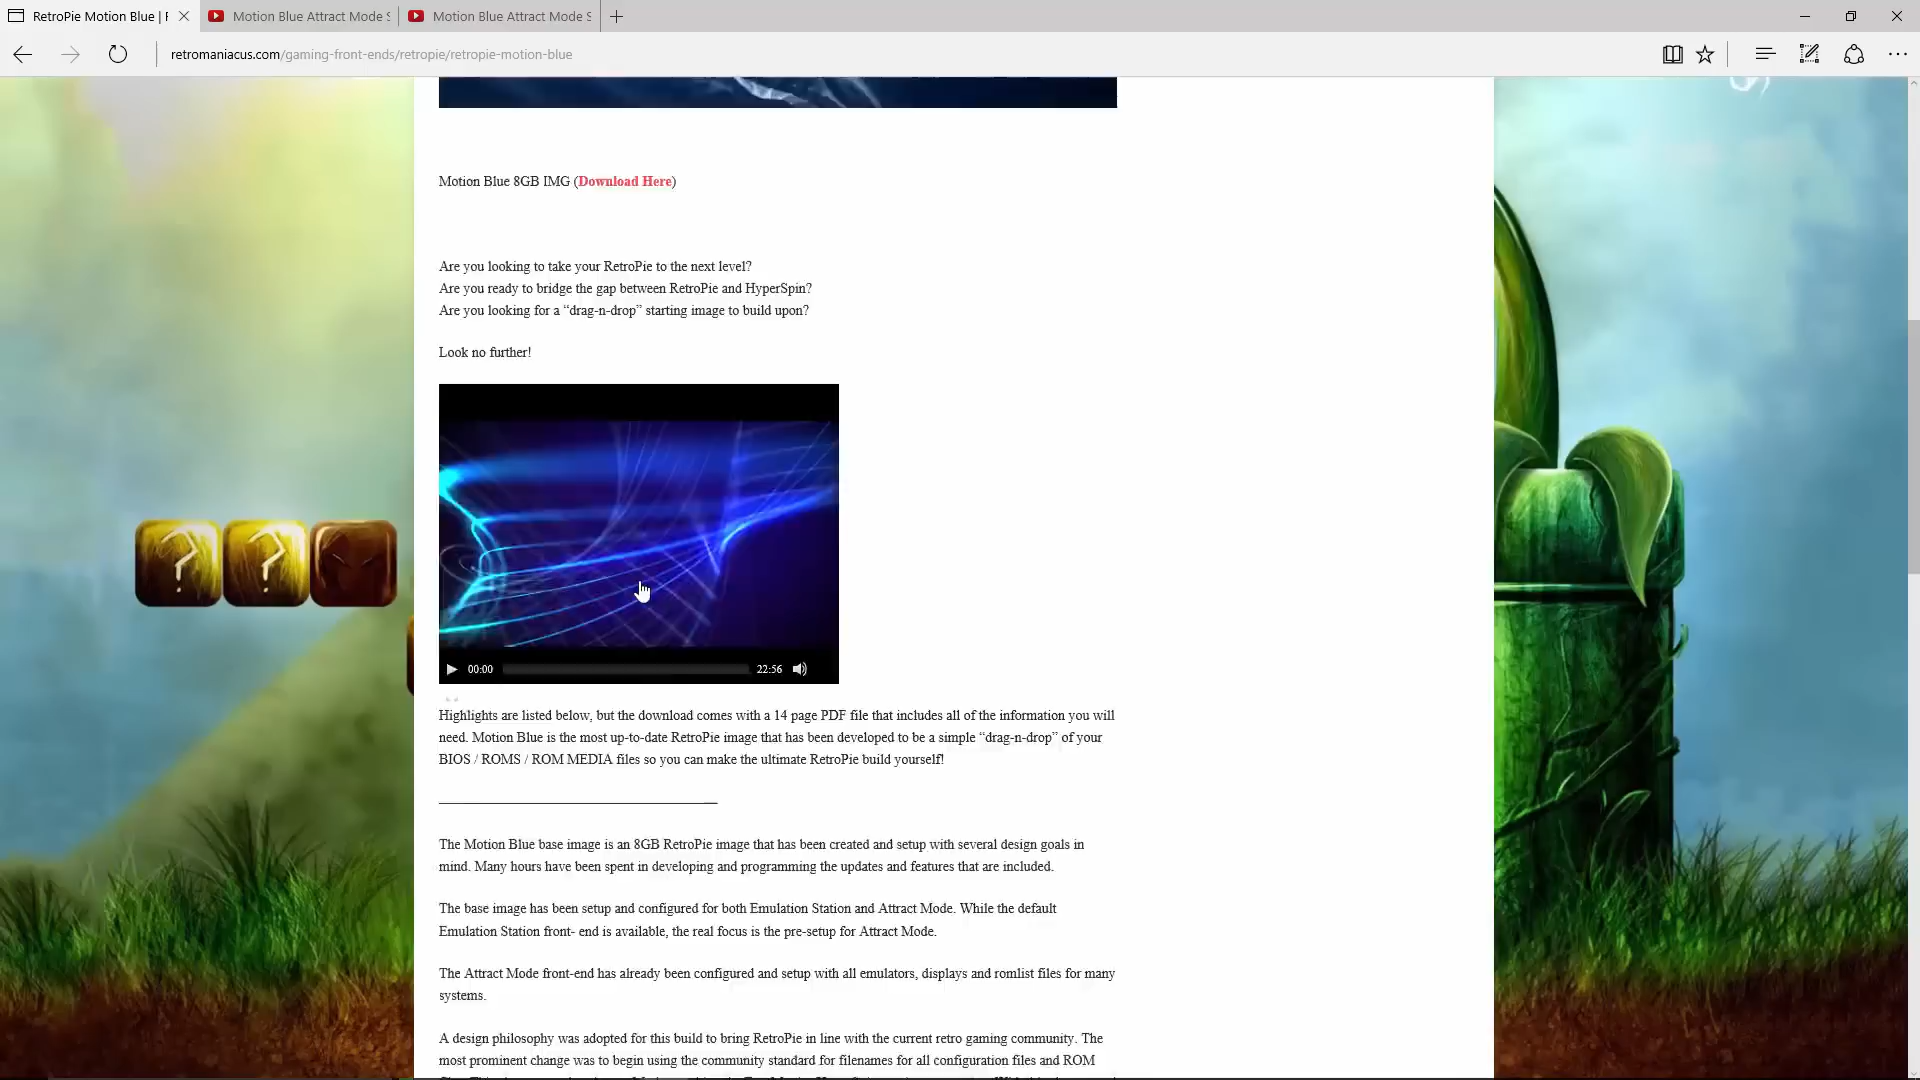 RetroPie Motion Blue | F
Motion Blue Attract Mode S
Motion Blue Attract Mode S
retromaniacus.com/gaming-front-ends/retropie/retropie-motion-blue
Motion Blue 8GB IMG (Download Here)
Are you looking to take your RetroPie to the next level?
Are you ready to bridge the gap between RetroPie and HyperSpin?
Are you looking for a “drag-n-drop” starting image to build upon?
Look no further!
00:00 22:56
Highlights are listed below, but the download comes with a 14 page PDF file that includes all of the information you will
need. Motion Blue is the most up-to-date RetroPie image that has been developed to be a simple “drag-n-drop” of your
BIOS / ROMS / ROM MEDIA files so you can make the ultimate RetroPie build yourself!
The Motion Blue base image is an 8GB RetroPie image that has been created and setup with several design goals in
mind. Many hours have been spent in developing and programming the updates and features that are included.
The base image has been setup and configured for both Emulation Station and Attract Mode. While the default
Emulation Station front- end is available, the real focus is the pre-setup for Attract Mode.
The Attract Mode front-end has already been configured and setup with all emulators, displays and romlist files for many
systems.
A design philosophy was adopted for this build to bring RetroPie in line with the current retro gaming community. The
most prominent change was to begin using the community standard for filenames for all configuration files and ROM